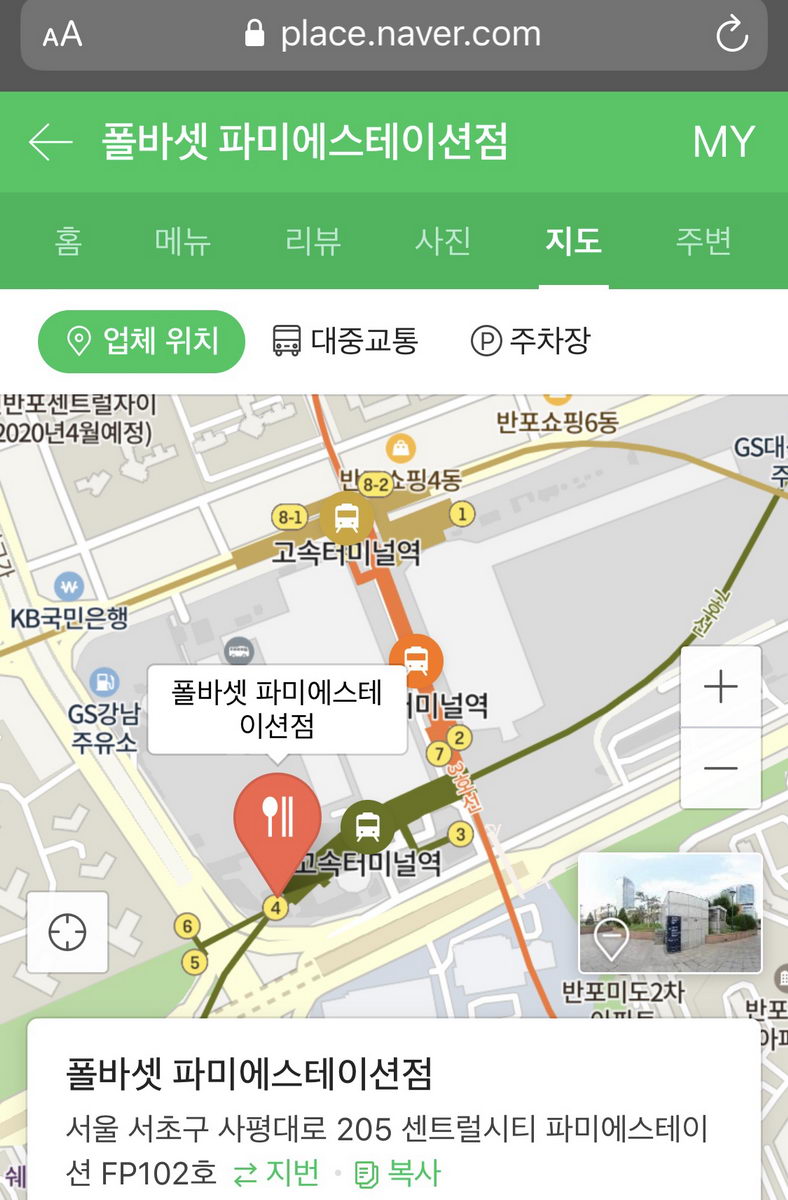 AA place.naver.com
폴바셋 파미에스테이션점 MY
홈 메뉴 리뷰 사진 지도 주변
업체 위치 대중교통 주차장
반포센트럴자이
2020년4월예정)
반포쇼핑6동
GS대
8-2
쇼핑4동
8-1
1
고속터미널역
KB국민은행
7호선
GS강남
주유소
폴바셋 파미에스테
이션점
터미널역
2
7
3호선
3
고속터미널역
4
6
5
반포미도2차
아파트
반포
폴바셋 파미에스테이션점
서울 서초구 사평대로 205 센트럴시티 파미에스테이
션 FP102호 지번 복사
쉐